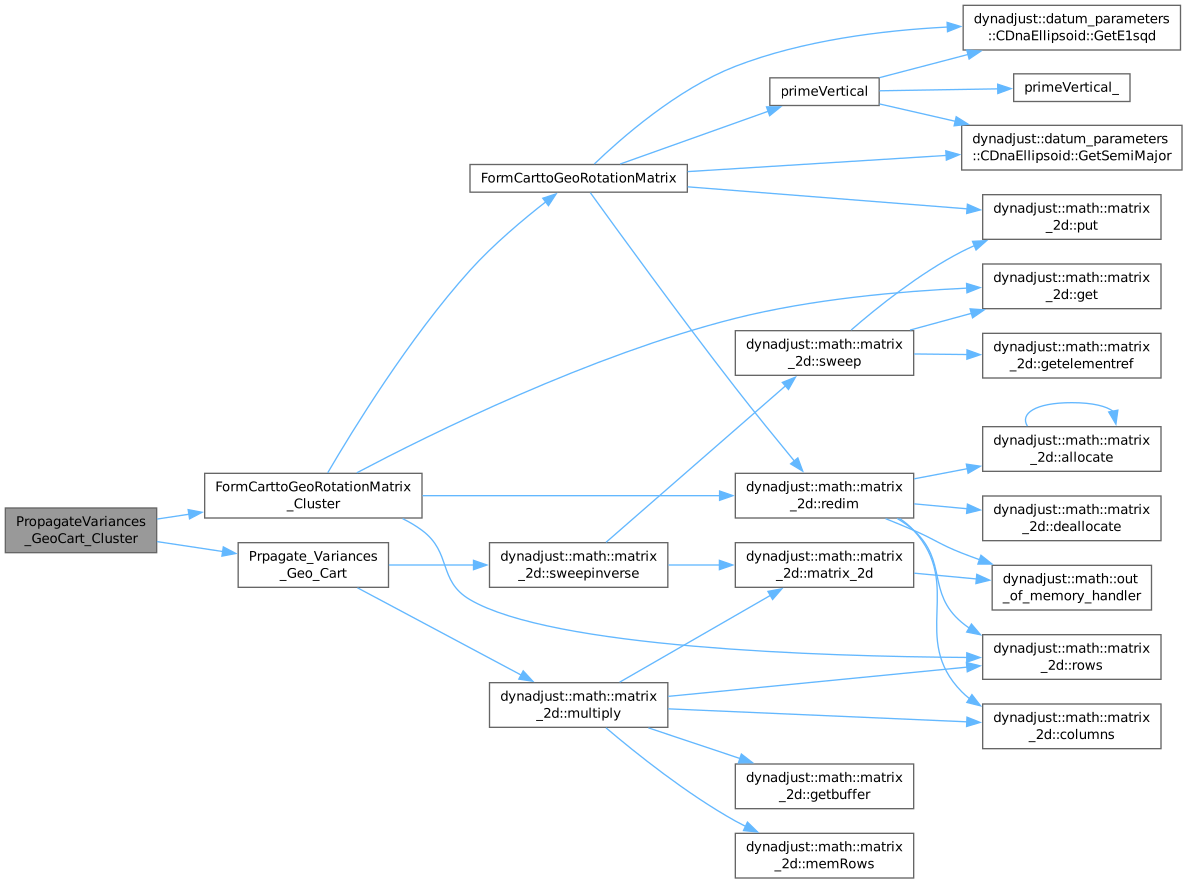 PropagateVariances
_GeoCart_Cluster
FormCarttoGeoRotationMatrix
_Cluster
Prpagate_Variances
_Geo_Cart
FormCarttoGeoRotationMatrix
dynadjust::math::matrix
_2d::sweepinverse
dynadjust::math::matrix
_2d::multiply
primeVertical
dynadjust::math::matrix
_2d::sweep
dynadjust::math::matrix
_2d::redim
dynadjust::math::matrix
_2d::matrix_2d
dynadjust::math::matrix
_2d::getbuffer
dynadjust::math::matrix
_2d::memRows
dynadjust::datum_parameters
::CDnaEllipsoid::GetE1sqd
primeVertical_
dynadjust::datum_parameters
::CDnaEllipsoid::GetSemiMajor
dynadjust::math::matrix
_2d::put
dynadjust::math::matrix
_2d::get
dynadjust::math::matrix
_2d::getelementref
dynadjust::math::matrix
_2d::allocate
dynadjust::math::matrix
_2d::deallocate
dynadjust::math::out
_of_memory_handler
dynadjust::math::matrix
_2d::rows
dynadjust::math::matrix
_2d::columns